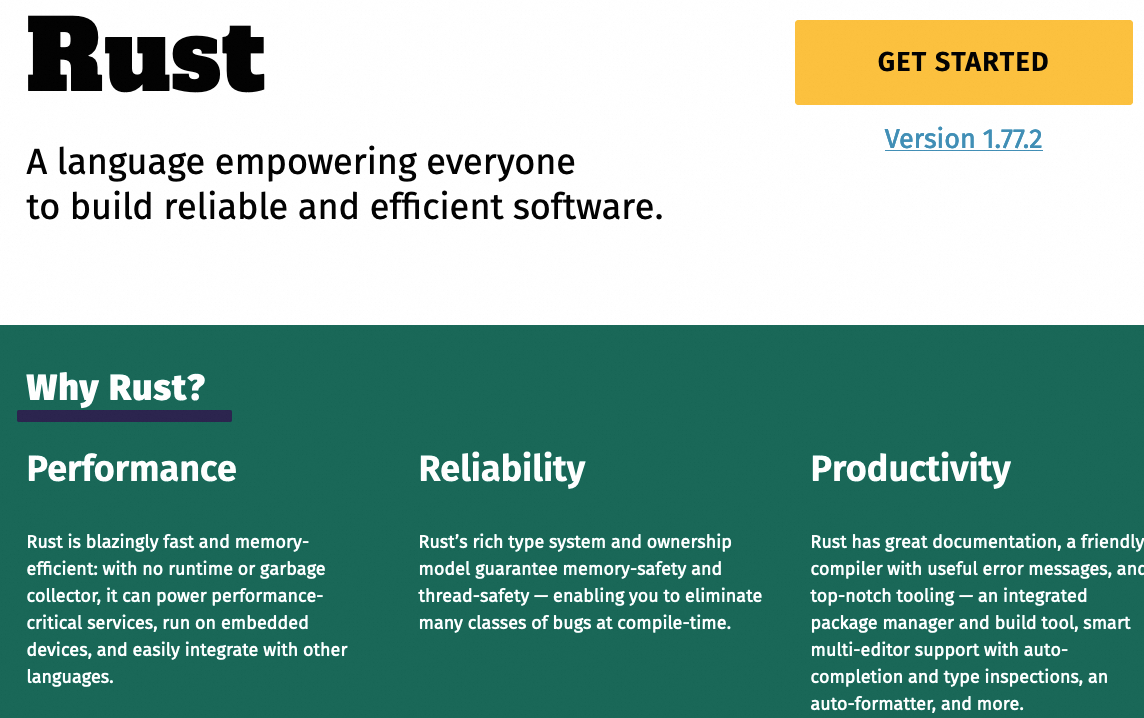 Rust
GET STARTED
Version 1.77.2
A language empowering everyone
to build reliable and efficient software.
Why Rust?
Performance
Rust is blazingly fast and memory-
efficient: with no runtime or garbage
collector, it can power performance-
critical services, run on embedded
devices, and easily integrate with other
languages.
Reliability
Rust’s rich type system and ownership
model guarantee memory-safety and
thread-safety — enabling you to eliminate
many classes of bugs at compile-time.
Productivity
Rust has great documentation, a friendly
compiler with useful error messages, and
top-notch tooling — an integrated
package manager and build tool, smart
multi-editor support with auto-
completion and type inspections, an
auto-formatter, and more.